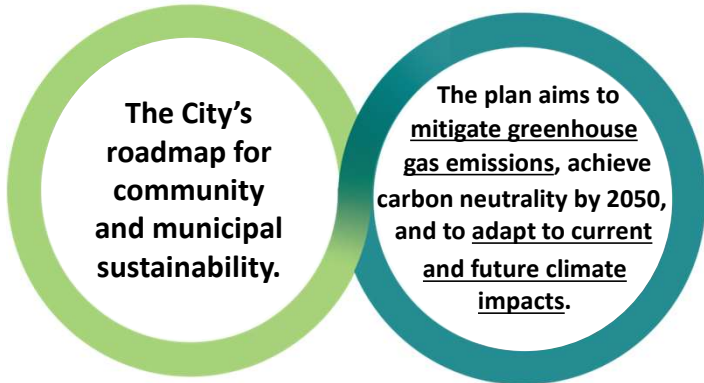 The City’s
roadmap for
community
and municipal
sustainability.
The plan aims to
mitigate greenhouse
gas emissions, achieve
carbon neutrality by 2050,
and to adapt to current
and future climate
impacts.